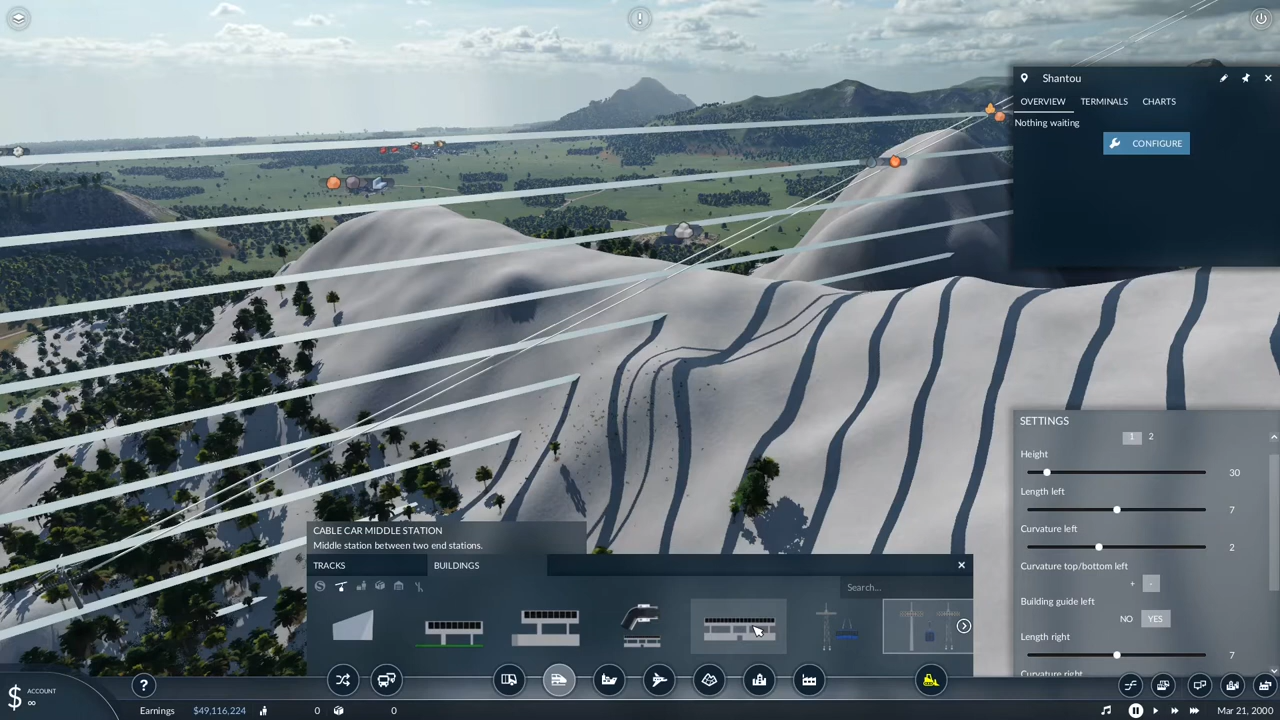 Shantou
OVERVIEW TERMINALS CHARTS
Nothing waiting
CONFIGURE
SETTINGS
1 2
Height
30
Length left
7
Curvature left
2
Curvature top/bottom left
+ -
Building guide left
NO YES
Length right
7
Curvature right
CABLE CAR MIDDLE STATION
Middle station between two end stations.
TRACKS BUILDINGS
Search...
$ ACCOUNT
∞
?
Earnings $49,116,224 0 0
Mar 21, 2000